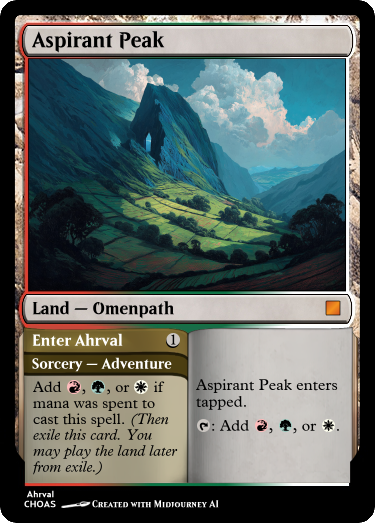 Aspirant Peak
Land — Omenpath
Enter Ahrval 1
Sorcery — Adventure
Add , , or if
mana was spent to
cast this spell. (Then
exile this card. You
may play the land later
from exile.)
Aspirant Peak enters
tapped.
: Add , , or .
Ahrval
CHOAS
Created with Midjourney AI